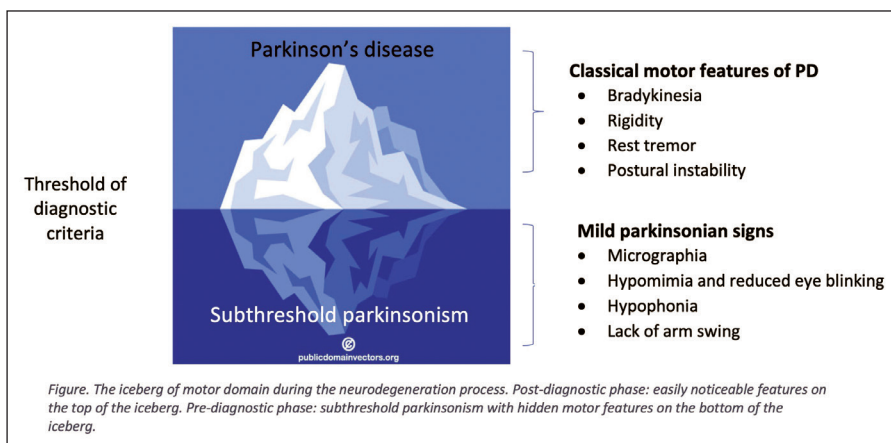 Parkinson's disease
Threshold of
diagnostic
criteria
Subthreshold parkinsonism
publicdomainvectors.org
Classical motor features of PD
• Bradykinesia
• Rigidity
• Rest tremor
• Postural instability
Mild parkinsonian signs
• Micrographia
• Hypomimia and reduced eye blinking
• Hypophonia
• Lack of arm swing
Figure. The iceberg of motor domain during the neurodegeneration process. Post-diagnostic phase: easily noticeable features on
the top of the iceberg. Pre-diagnostic phase: subthreshold parkinsonism with hidden motor features on the bottom of the
iceberg.